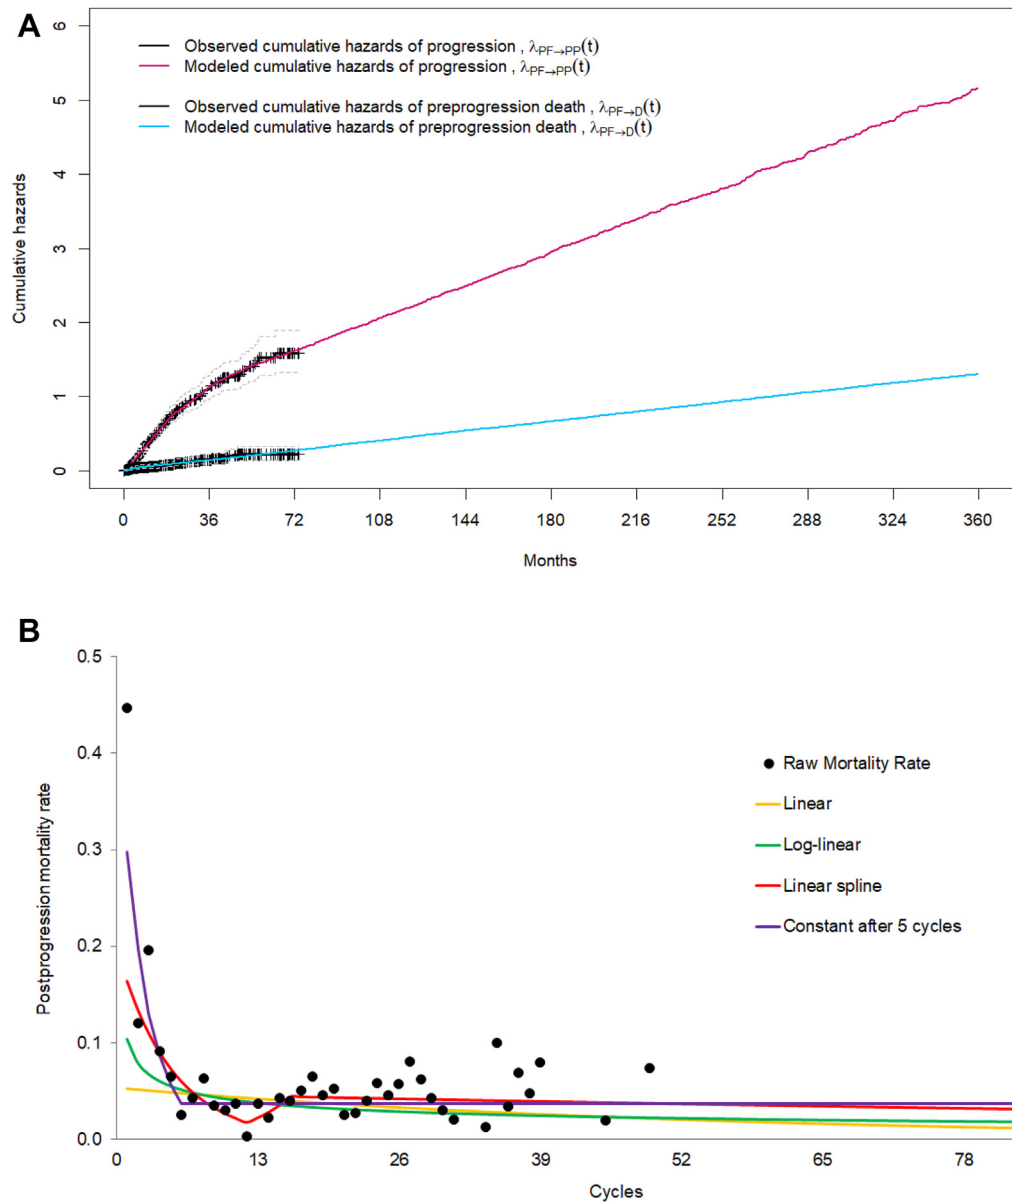 A
Observed cumulative hazards of progression , λPF→PP(t)
Modeled cumulative hazards of progression , λPF→PP(t)
Observed cumulative hazards of preprogression death , λPF→D(t)
Modeled cumulative hazards of preprogression death , λPF→D(t)
Cumulative hazards
6
5
4
3
2
1
0
0 36 72 108 144 180 216 252 288 324 360
Months
B
Postprogression mortality rate
0.5
0.4
0.3
0.2
0.1
0.0
Raw Mortality Rate
Linear
Log-linear
Linear spline
Constant after 5 cycles
0 13 26 39 52 65 78
Cycles